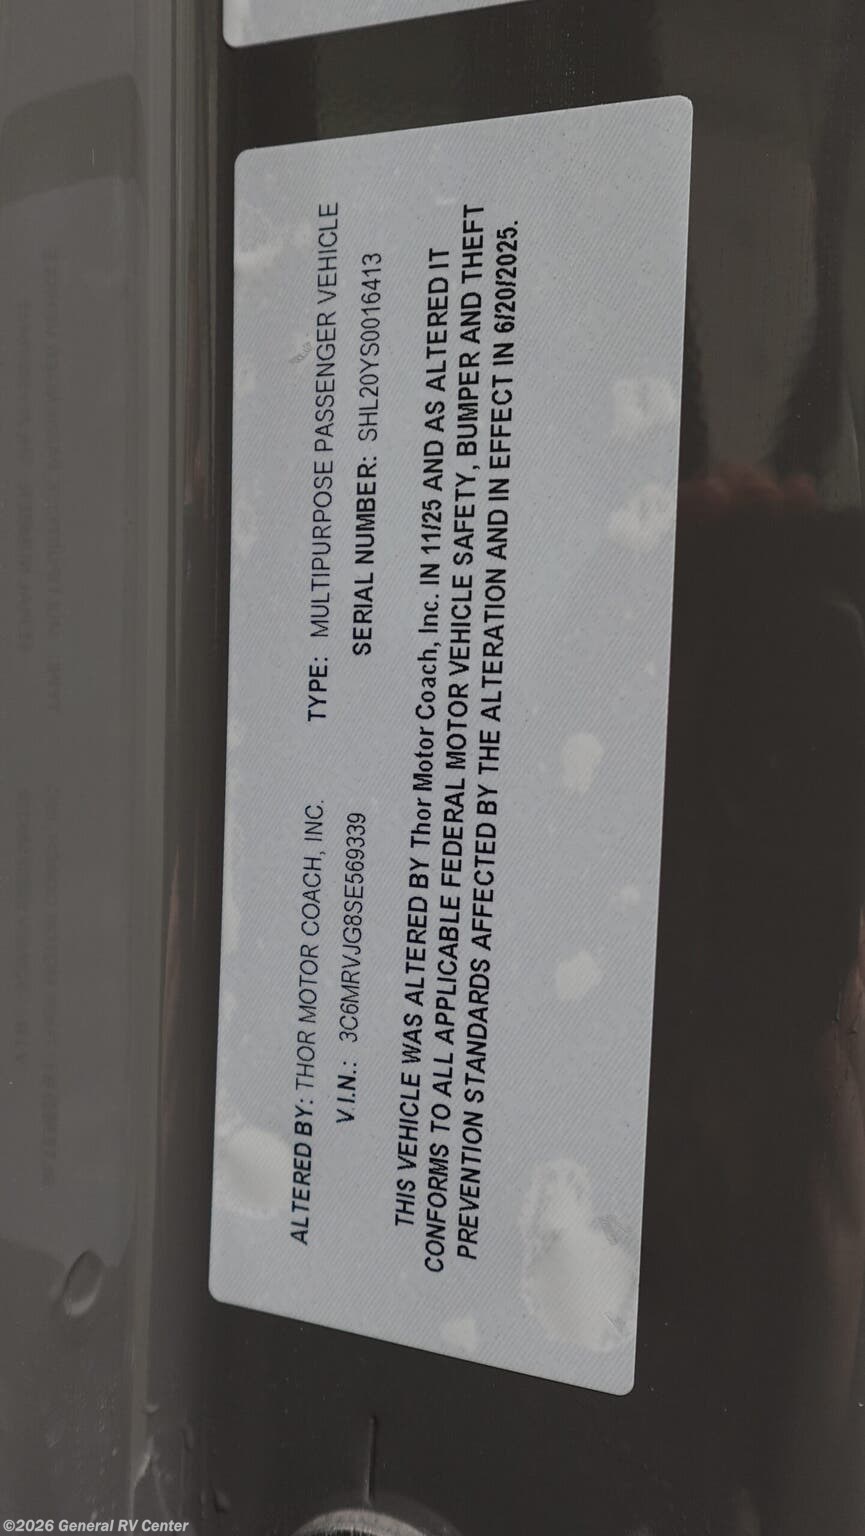 ALTERED BY: THOR MOTOR COACH, INC. TYPE: MULTIPURPOSE PASSENGER VEHICLE
V.I.N.: 3C6MRVJG8SE569339 SERIAL NUMBER: SHL20YS0016413
THIS VEHICLE WAS ALTERED BY Thor Motor Coach, Inc. IN 11/25 AND AS ALTERED IT
CONFORMS TO ALL APPLICABLE FEDERAL MOTOR VEHICLE SAFETY, BUMPER AND THEFT
PREVENTION STANDARDS AFFECTED BY THE ALTERATION AND IN EFFECT IN 6/20/2025.
©2026 General RV Center